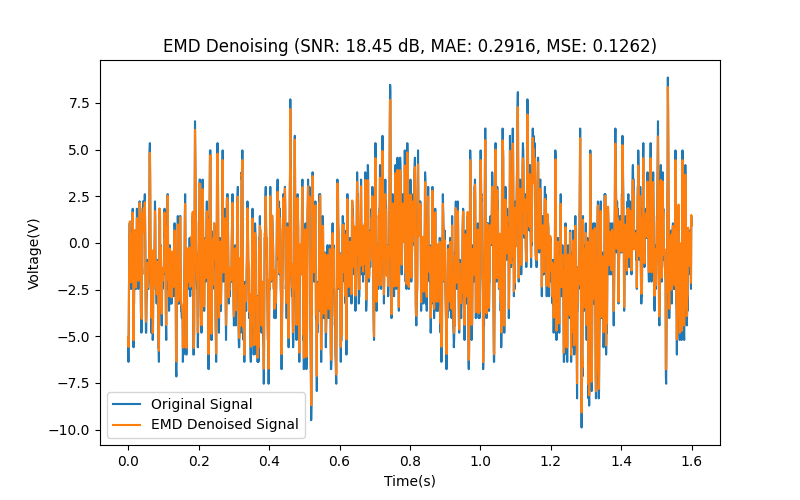 EMD Denoising (SNR: 18.45 dB, MAE: 0.2916, MSE: 0.1262)
7.5
5.0
2.5
0.0
−2.5
−5.0
−7.5
−10.0
Voltage(V)
Original Signal
EMD Denoised Signal
0.0 0.2 0.4 0.6 0.8 1.0 1.2 1.4 1.6
Time(s)